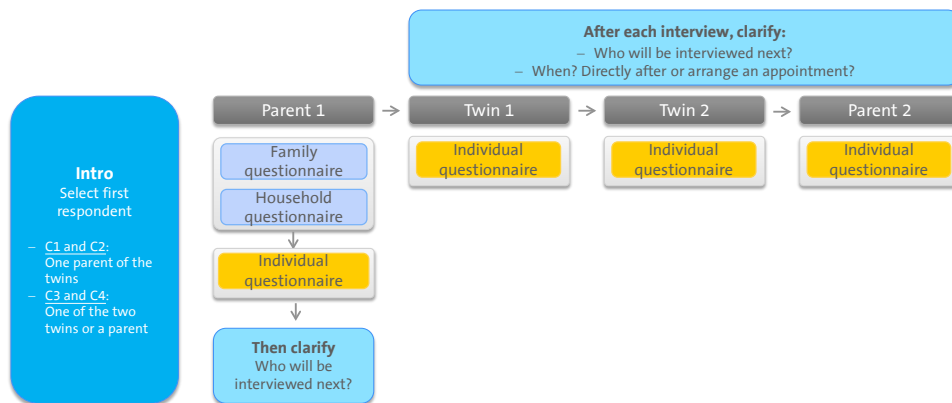 After each interview, clarify:
– Who will be interviewed next?
– When? Directly after or arrange an appointment?
Intro
Select first
respondent
– C1 and C2:
One parent of the
twins
– C3 and C4:
One of the two
twins or a parent
Parent 1
Family
questionnaire
Household
questionnaire
Individual
questionnaire
Then clarify
Who will be
interviewed next?
Twin 1
Individual
questionnaire
Twin 2
Individual
questionnaire
Parent 2
Individual
questionnaire